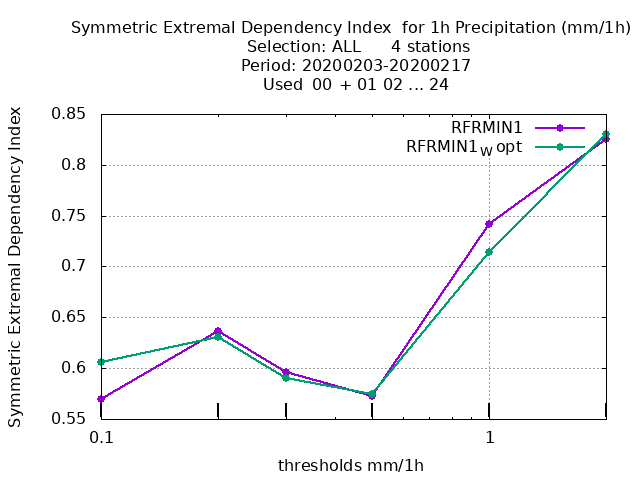 Symmetric Extremal Dependency Index for 1h Precipitation (mm/1h)
Selection: ALL 4 stations
Period: 20200203-20200217
Used 00 + 01 02 ... 24
Symmetric Extremal Dependency Index
0.85
0.8
0.75
0.7
0.65
0.6
0.55
RFRMIN1
RFRMIN1W opt
0.1
1
thresholds mm/1h